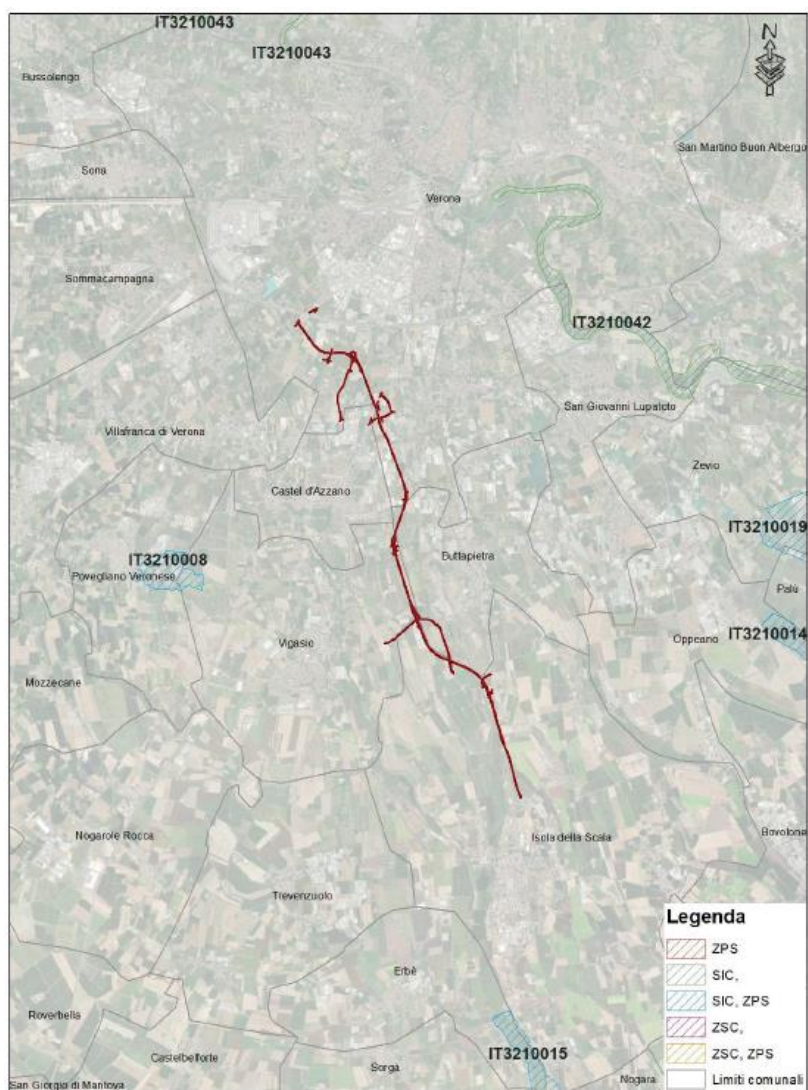 IT3210043
N
IT3210043
Bussolengo
San Martino Buon Albergo
Sona
Verona
Sommacampagna
IT3210042
San Giovanni Lupatoto
Villafranca di Verona
Zevio
Castel d'Azzano
IT3210019
IT3210008
Buttapietra
Povegliano Veronese
Palù
IT3210014
Vigasio
Oppeano
Mozzecane
Nogarole Rocca
Isola della Scala
Bovolone
Trevenzuolo
Legenda
ZPS
SIC,
SIC, ZPS
ZSC,
ZSC, ZPS
Limiti comunali
Erbè
Roverbella
Castelbelforte
IT3210015
Sorgà
Nogara
San Giorgio di Mantova